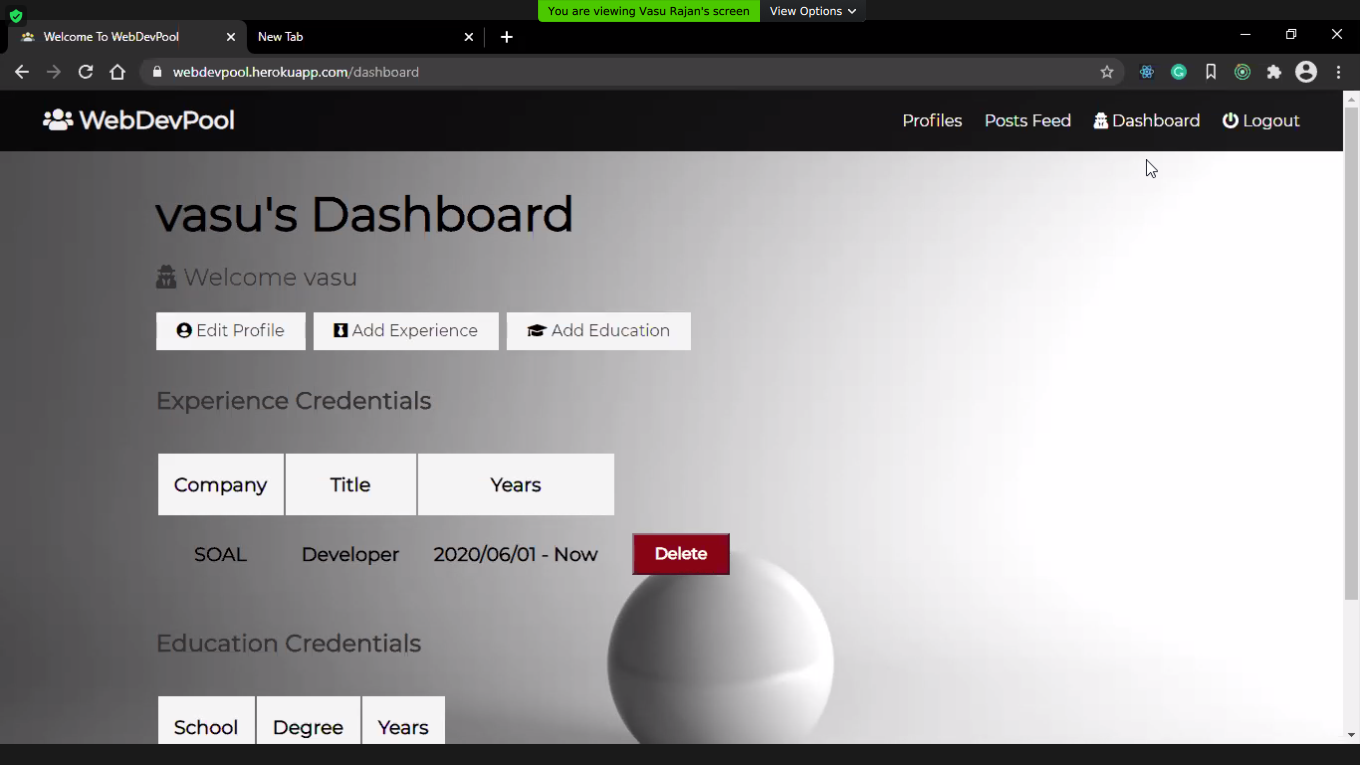 You are viewing Vasu Rajan's screen View Options
Welcome To WebDevPool New Tab
webdevpool.herokuapp.com/dashboard
WebDevPool Profiles Posts Feed Dashboard Logout
vasu's Dashboard
Welcome vasu
Edit Profile Add Experience Add Education
Experience Credentials
Company Title Years
SOAL Developer 2020/06/01 - Now Delete
Education Credentials
School Degree Years